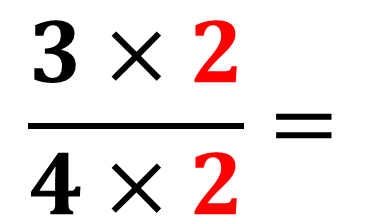 3 × 2
=
4 × 2